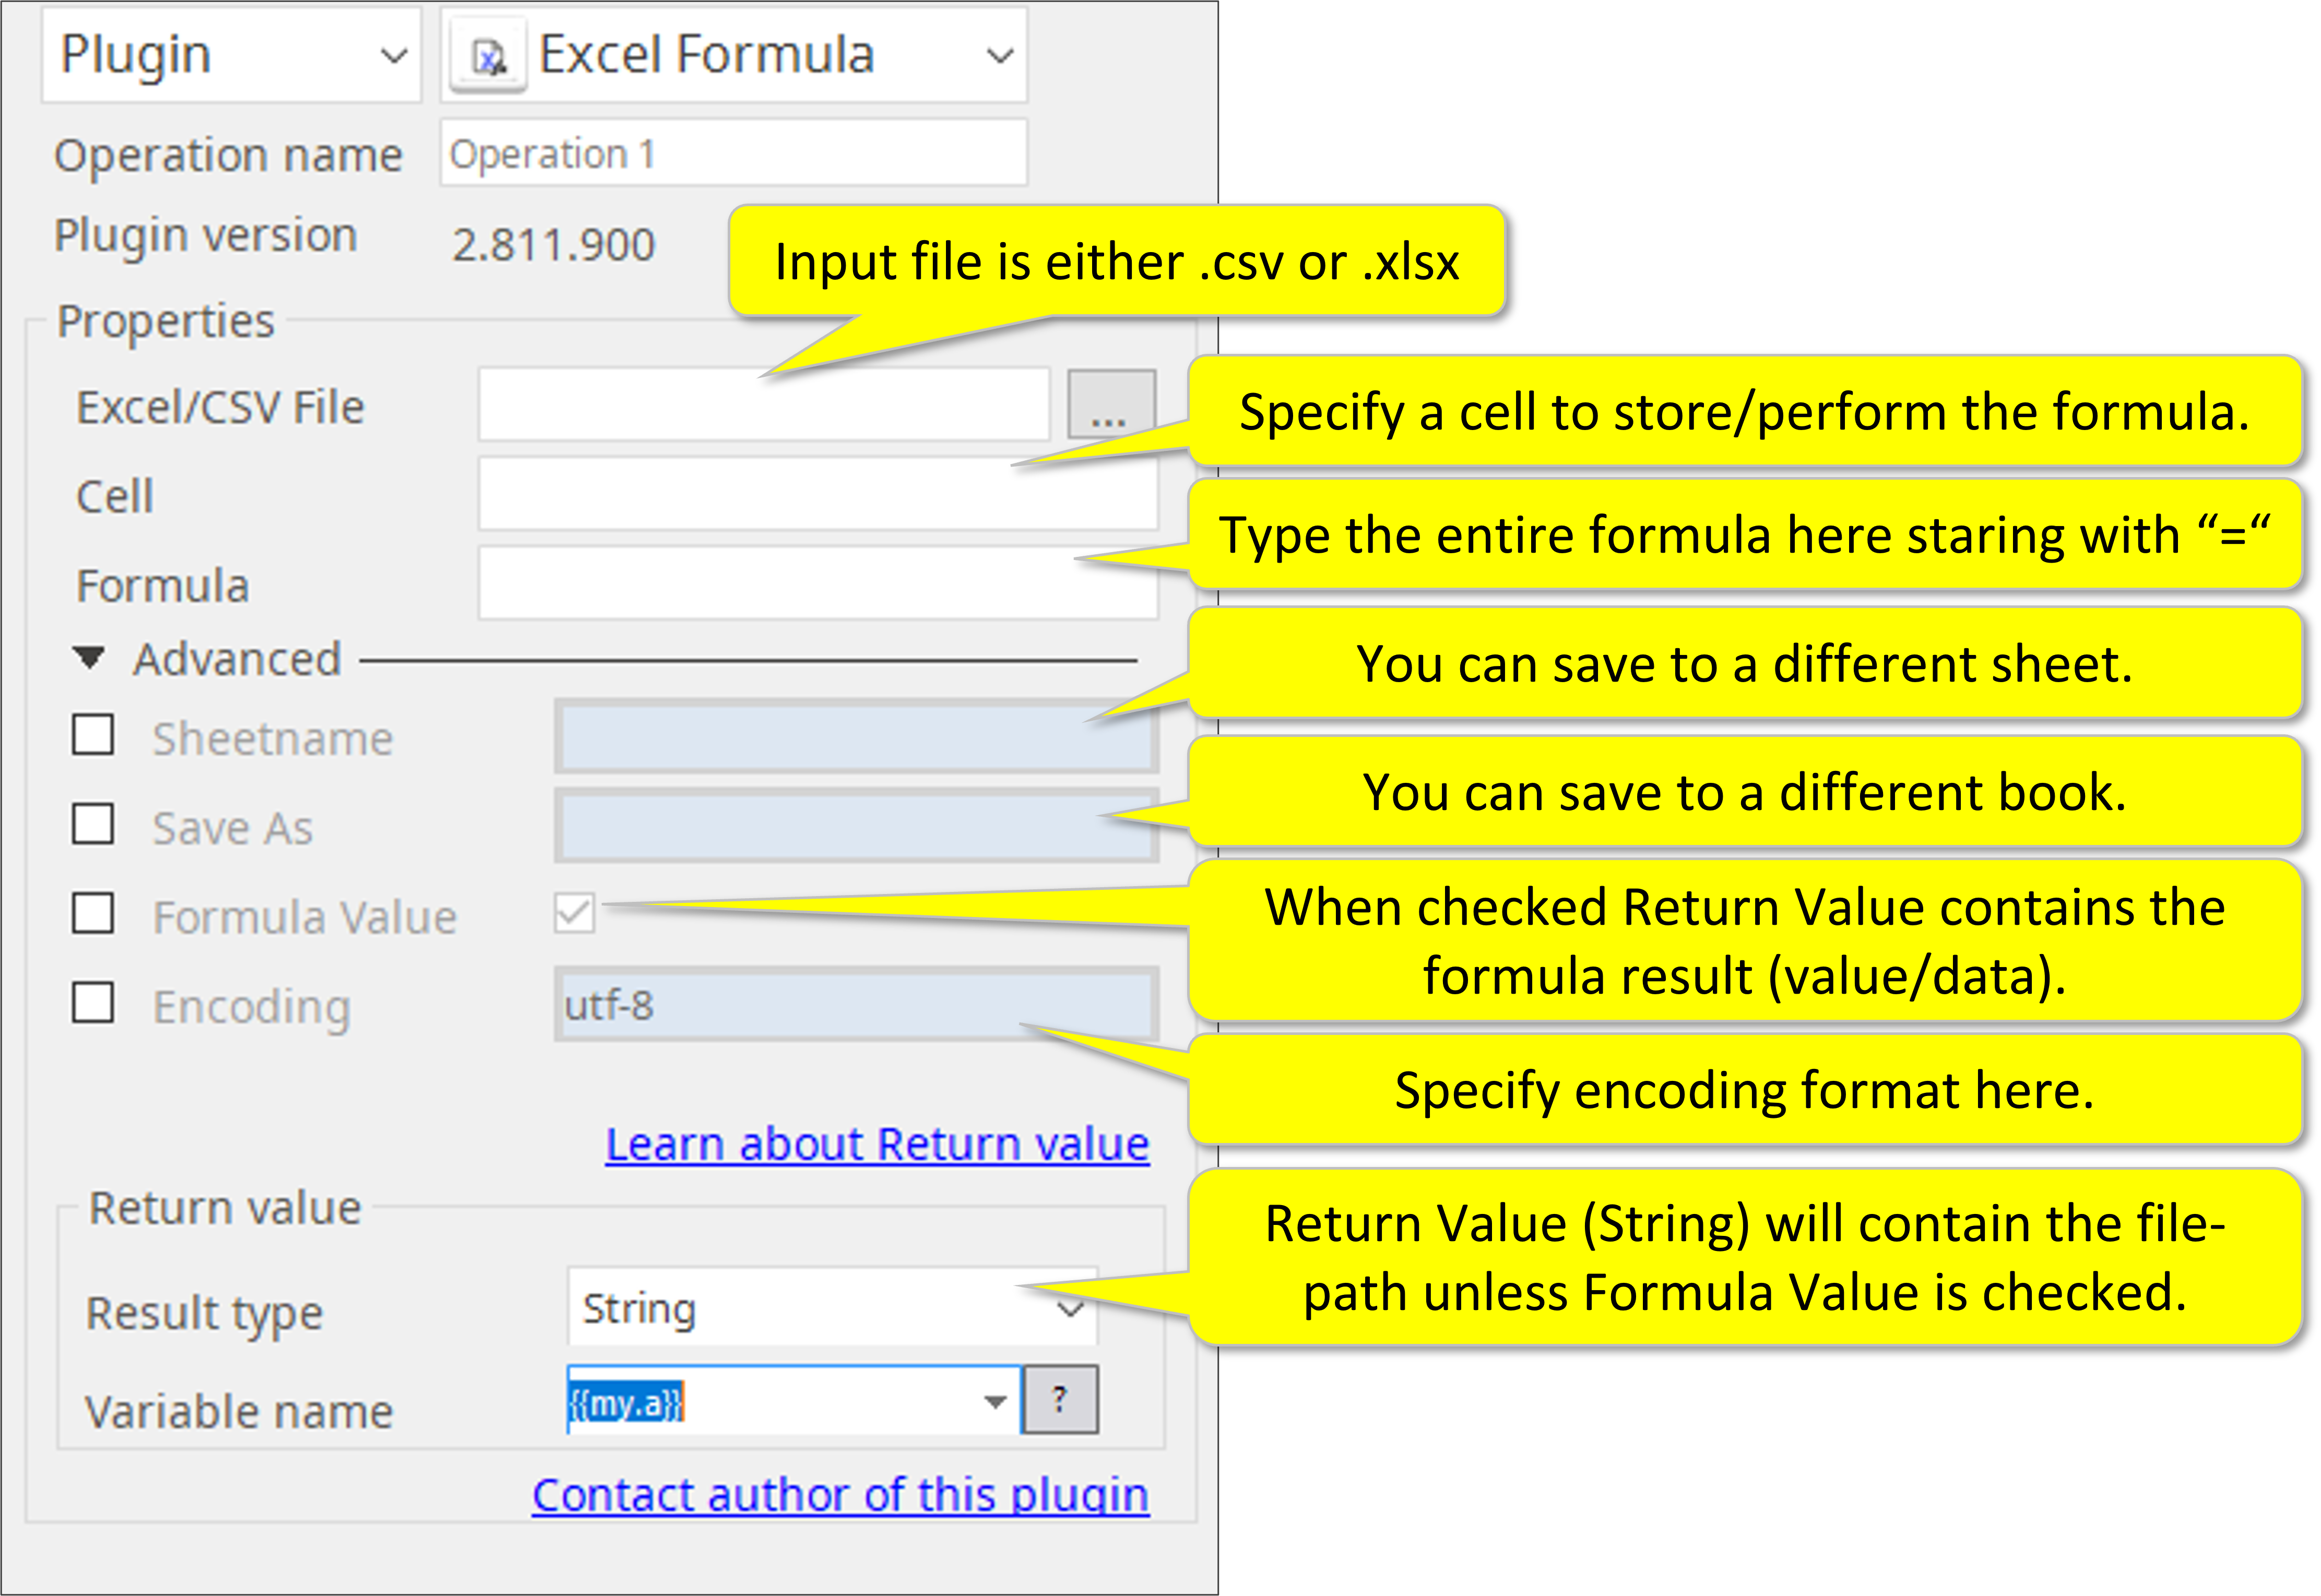 Plugin
Excel Formula
Operation name
Operation 1
Plugin version
2.811.900
Input file is either .csv or .xlsx
Properties
Excel/CSV File
...
Specify a cell to store/perform the formula.
Cell
Type the entire formula here staring with “=“
Formula
Advanced
You can save to a different sheet.
Sheetname
You can save to a different book.
Save As
When checked Return Value contains the
formula result (value/data).
Formula Value
Encoding
utf-8
Specify encoding format here.
Learn about Return value
Return value
Return Value (String) will contain the file-
path unless Formula Value is checked.
Result type
String
Variable name
{{my.a}}
?
Contact author of this plugin